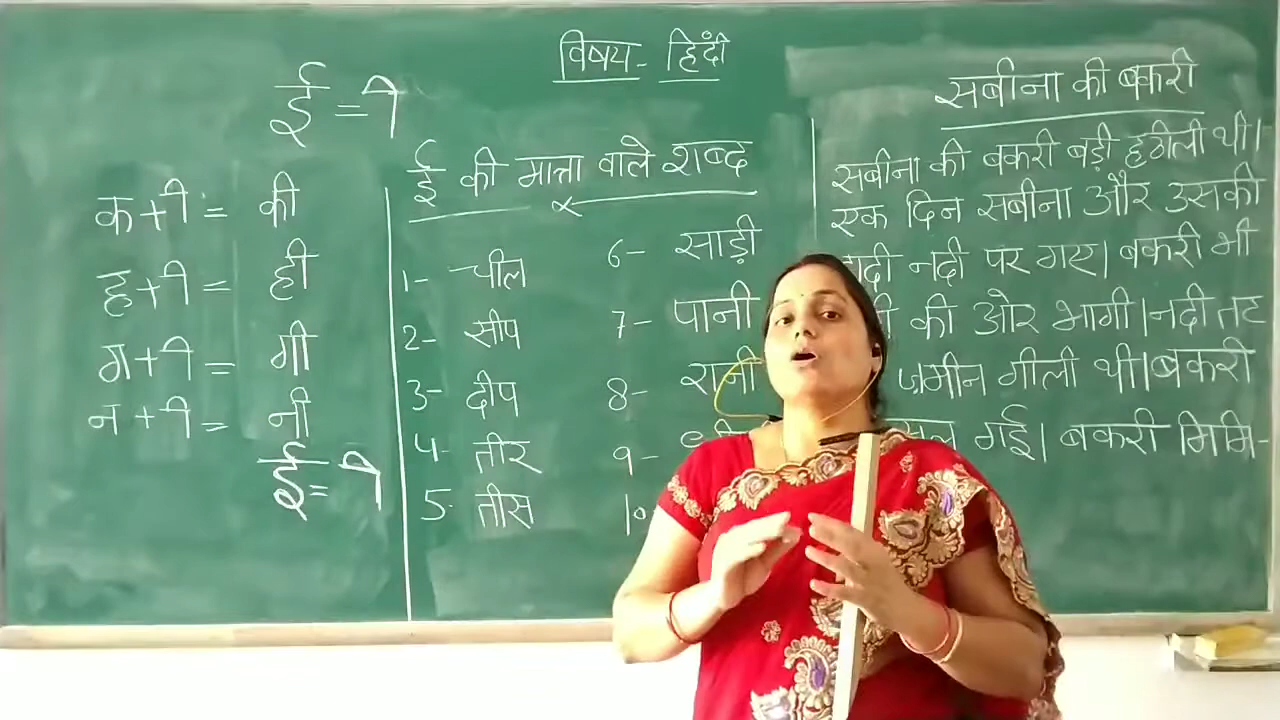 विषय - हिंदी
ई = ी
क + ी = की
ह + ी = ही
ग + ी = गी
न + ी = नी
ई = ी
ई की मात्रा वाले शब्द
1- चील
2- सीप
3- दीप
4- तीर
5- तीस
6- साड़ी
7- पानी
8- रानी
9-
10
सबीना की बकरी
सबीना की बकरी बड़ी हठीली थी।
एक दिन सबीना और उसकी
नदी पर गए। बकरी भी
की ओर भागी। नदी तट
जमीन गीली थी। बकरी
गई। बकरी मिमि-